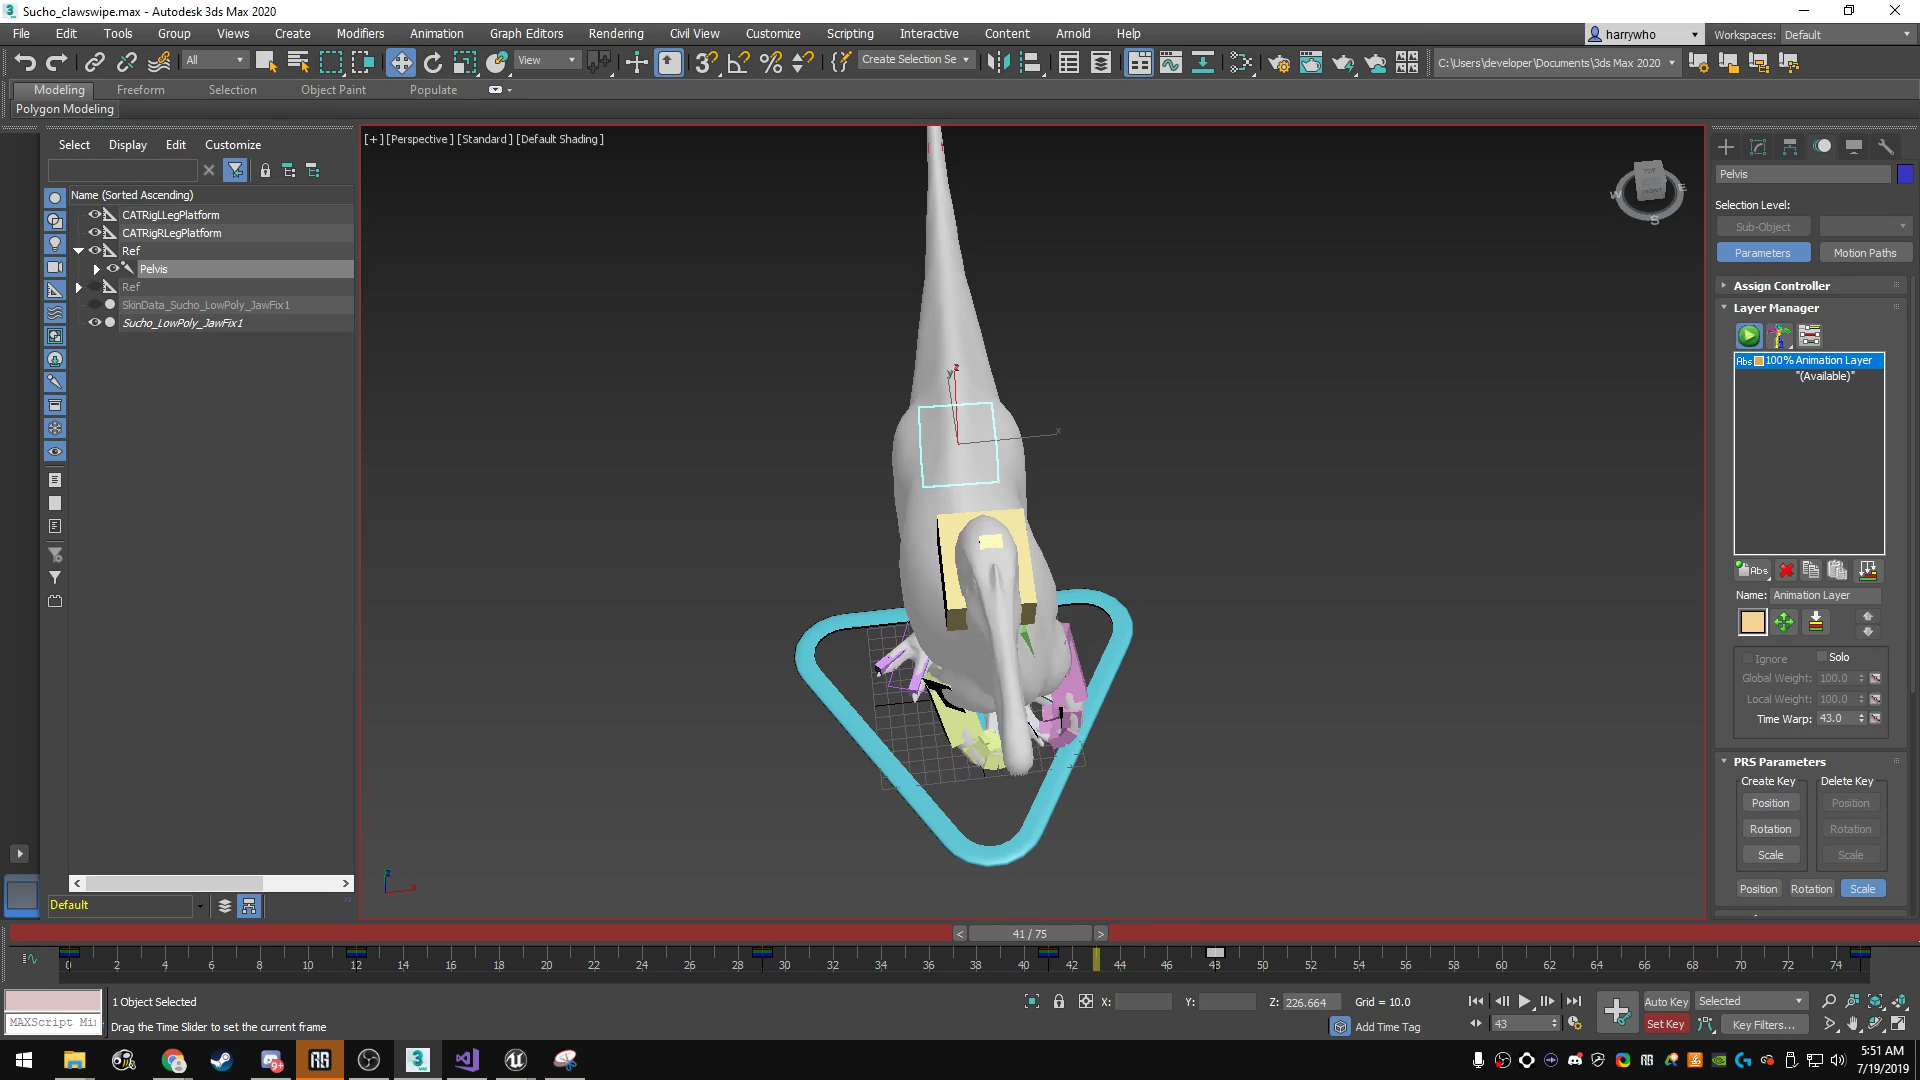 Sucho_clawswipe.max - Autodesk 3ds Max 2020
File Edit Tools Group Views Create Modifiers Animation Graph Editors Rendering Civil View Customize Scripting Interactive Content Arnold Help
harrywho Workspaces: Default
All View Create Selection Se C:\Users\developer\Documents\3ds Max 2020
Modeling Freeform Selection Object Paint Populate
Polygon Modeling
Select Display Edit Customize
[+] [Perspective] [Standard] [Default Shading]
Name (Sorted Ascending)
CATRigLLegPlatform
CATRigRLegPlatform
Ref
Pelvis
Ref
SkinData_Sucho_LowPoly_JawFix1
Sucho_LowPoly_JawFix1
Default
TOP
FRONT
W E S
z
y
x
Pelvis
Selection Level:
Sub-Object
Parameters Motion Paths
Assign Controller
Layer Manager
Abs 100% Animation Layer
"(Available)"
Abs
Name: Animation Layer
Ignore Solo
Global Weight: 100.0
Local Weight: 100.0
Time Warp: 43.0
PRS Parameters
Create Key Delete Key
Position Position
Rotation Rotation
Scale Scale
Position Rotation Scale
< 41 / 75 >
0 2 4 6 8 10 12 14 16 18 20 22 24 26 28 30 32 34 36 38 40 42 44 46 48 50 52 54 56 58 60 62 64 66 68 70 72 74
1 Object Selected
X: Y: Z: 226.664 Grid = 10.0
Auto Key Selected
MAXScript Mi
Drag the Time Slider to set the current frame
Add Time Tag
43
Set Key Key Filters...
5:51 AM
7/19/2019